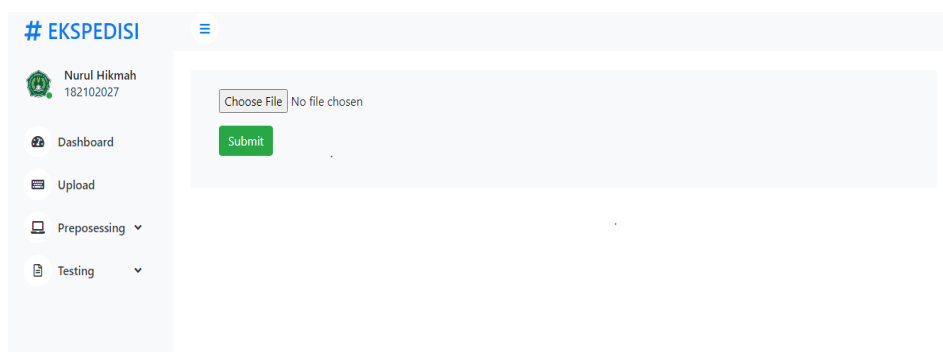 # EKSPEDISI
Nurul Hikmah
182102027
Dashboard
Upload
Preposessing
Testing
Choose File No file chosen
Submit